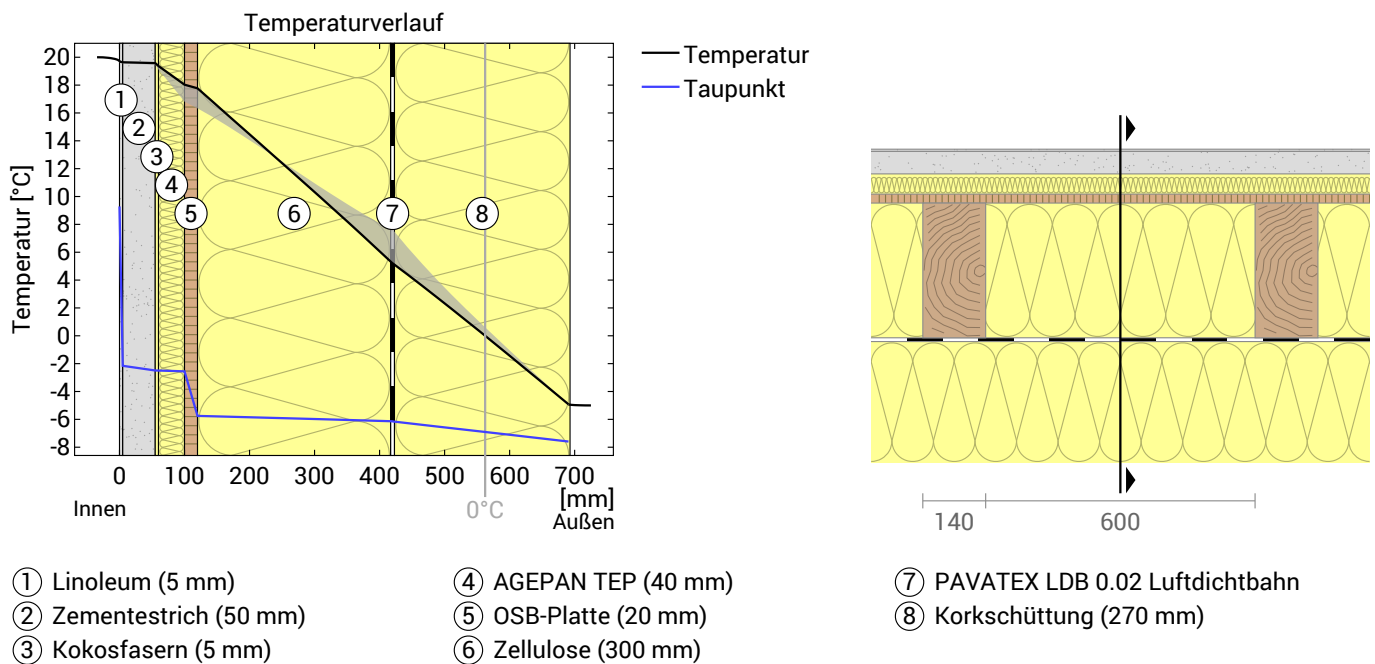 Temperaturverlauf
Temperatur
Taupunkt
Temperatur [°C]
20
18
16
14
12
10
8
6
4
2
0
-2
-4
-6
-8
1
2
3
4
5
6
7
8
0 100 200 300 400 500 600 700
[mm]
Innen
0°C
Außen
140 600
1 Linoleum (5 mm)
2 Zementestrich (50 mm)
3 Kokosfasern (5 mm)
4 AGEPAN TEP (40 mm)
5 OSB-Platte (20 mm)
6 Zellulose (300 mm)
7 PAVATEX LDB 0.02 Luftdichtbahn
8 Korkschüttung (270 mm)